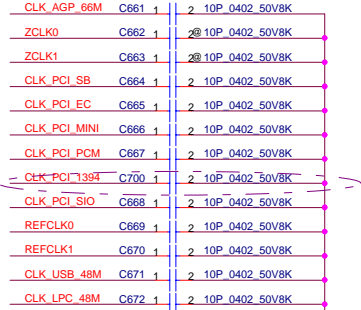 CLK_AGP_66M C661 1 2 10P_0402_50V8K
ZCLK0 C662 1 2@ 10P_0402_50V8K
ZCLK1 C663 1 2@ 10P_0402_50V8K
CLK_PCI_SB C664 1 2 10P_0402_50V8K
CLK_PCI_EC C665 1 2 10P_0402_50V8K
CLK_PCI_MINI C666 1 2 10P_0402_50V8K
CLK_PCI_PCM C667 1 2 10P_0402_50V8K
CLK_PCI_1394 C700 1 2 10P_0402_50V8K
CLK_PCI_SIO C668 1 2 10P_0402_50V8K
REFCLK0 C669 1 2 10P_0402_50V8K
REFCLK1 C670 1 2 10P_0402_50V8K
CLK_USB_48M C671 1 2 10P_0402_50V8K
CLK_LPC_48M C672 1 2 10P_0402_50V8K